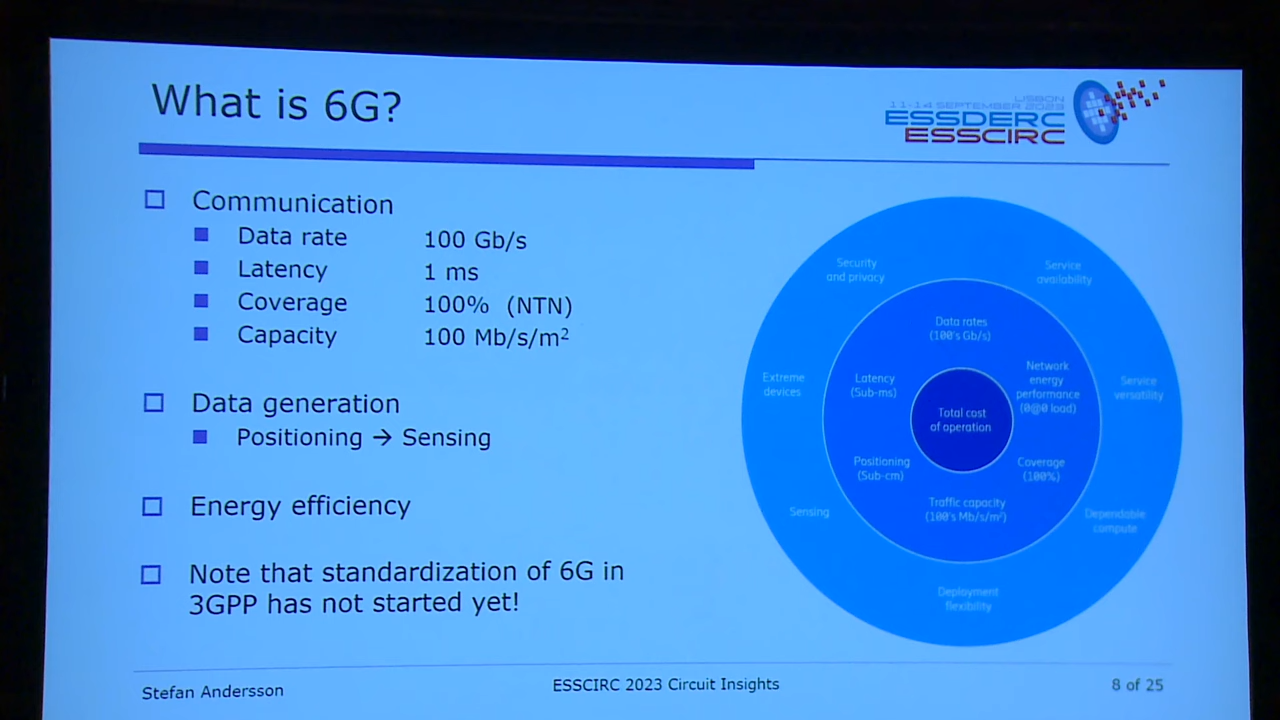 What is 6G?
LISBON
11-14 SEPTEMBER 2023
ESSDERC
ESSCIRC
Communication
Data rate 100 Gb/s
Latency 1 ms
Coverage 100% (NTN)
Capacity 100 Mb/s/m²
Data generation
Positioning → Sensing
Energy efficiency
Note that standardization of 6G in
3GPP has not started yet!
Security
and privacy
Service
availability
Data rates
(100's Gb/s)
Extreme
devices
Latency
(Sub-ms)
Network
energy
performance
(0@0 load)
Service
versatility
Total cost
of operation
Positioning
(Sub-cm)
Coverage
(100%)
Sensing
Traffic capacity
(100's Mb/s/m²)
Dependable
compute
Deployment
flexibility
Stefan Andersson
ESSCIRC 2023 Circuit Insights
8 of 25